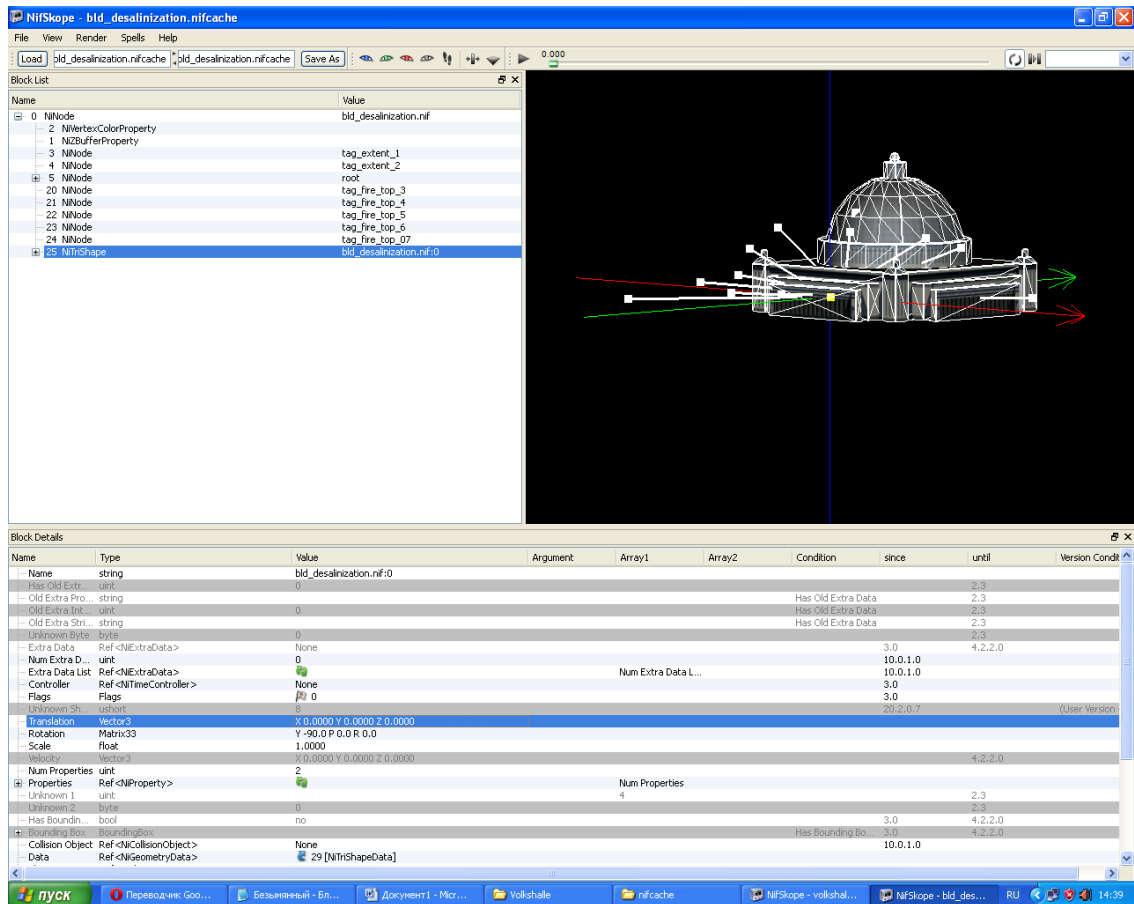 NifSkope - bld_desalinization.nifcache
File View Render Spells Help
Load bld_desalinization.nifcache bld_desalinization.nifcache Save As 0.000
Block List
Name Value
0 NiNode bld_desalinization.nif
2 NiVertexColorProperty
1 NiZBufferProperty
3 NiNode tag_extent_1
4 NiNode tag_extent_2
5 NiNode root
20 NiNode tag_fire_top_3
21 NiNode tag_fire_top_4
22 NiNode tag_fire_top_5
23 NiNode tag_fire_top_6
24 NiNode tag_fire_top_07
25 NiTriShape bld_desalinization.nif:0
Block Details
Name Type Value Argument Array1 Array2 Condition since until Version Condit
Name string bld_desalinization.nif:0
Has Old Extr... uint 0 2.3
Old Extra Pro... string Has Old Extra Data 2.3
Old Extra Int... uint 0 Has Old Extra Data 2.3
Old Extra Stri... string Has Old Extra Data 2.3
Unknown Byte byte 0 2.3
Extra Data Ref<NiExtraData> None 3.0 4.2.2.0
Num Extra D... uint 0 10.0.1.0
Extra Data List Ref<NiExtraData> Num Extra Data L... 10.0.1.0
Controller Ref<NiTimeController> None 3.0
Flags Flags 0 3.0
Unknown Sh... ushort 8 20.2.0.7 (User Version
Translation Vector3 X 0.0000 Y 0.0000 Z 0.0000
Rotation Matrix33 Y -90.0 P 0.0 R 0.0
Scale float 1.0000
Velocity Vector3 X 0.0000 Y 0.0000 Z 0.0000 4.2.2.0
Num Properties uint 2
Properties Ref<NiProperty> Num Properties
Unknown 1 uint 4 2.3
Unknown 2 byte 0 2.3
Has Boundin... bool no 3.0 4.2.2.0
Bounding Box BoundingBox Has Bounding Bo... 3.0 4.2.2.0
Collision Object Ref<NiCollisionObject> None 10.0.1.0
Data Ref<NiGeometryData> 29 [NiTriShapeData]
пуск Переводчик Goo... Безымянный - Бл... Документ1 - Micr... Volkshalle nifcache NifSkope - volkshal... NifSkope - bld_des... RU 14:39